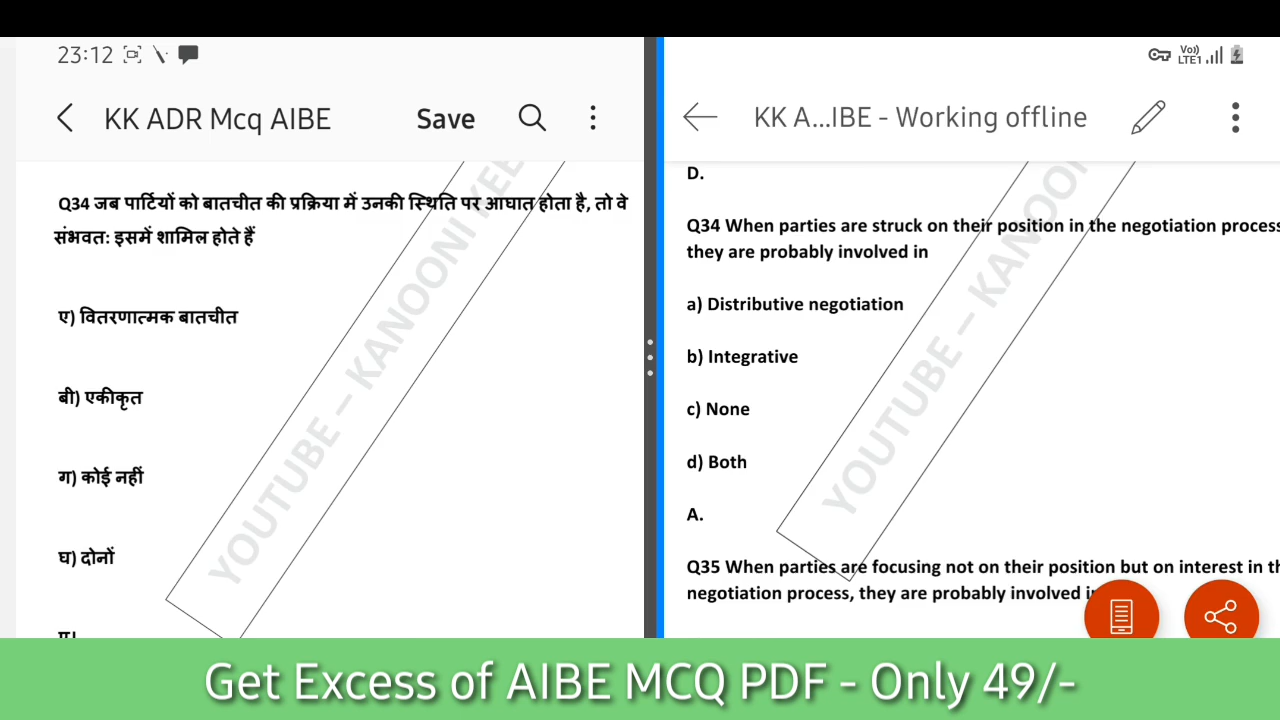 23:12
KK ADR Mcq AIBE Save
Q34 जब पार्टियों को बातचीत की प्रक्रिया में उनकी स्थिति पर आघात होता है, तो वे
संभवत: इसमें शामिल होते हैं
ए) वितरणात्मक बातचीत
बी) एकीकृत
ग) कोई नहीं
घ) दोनों
YOUTUBE – KANOONI KEE
Vo))
LTE1
KK A...IBE - Working offline
D.
Q34 When parties are struck on their position in the negotiation process
they are probably involved in
a) Distributive negotiation
b) Integrative
c) None
d) Both
A.
Q35 When parties are focusing not on their position but on interest in th
negotiation process, they are probably involved i
YOUTUBE – KANOONI
Get Excess of AIBE MCQ PDF - Only 49/-